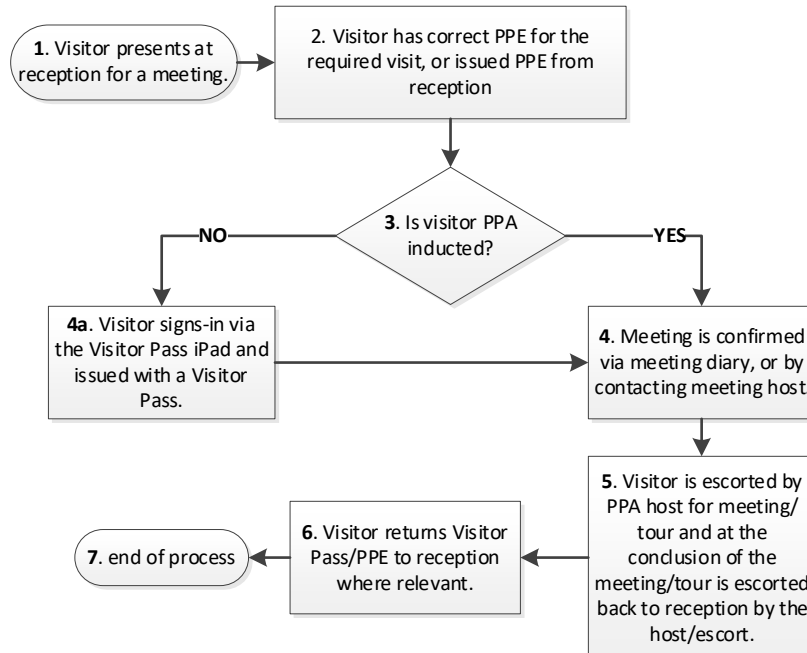 1. Visitor presents at
reception for a meeting.
2. Visitor has correct PPE for the
required visit, or issued PPE from
reception
3. Is visitor PPA
inducted?
NO
YES
4a. Visitor signs-in via
the Visitor Pass iPad and
issued with a Visitor
Pass.
4. Meeting is confirmed
via meeting diary, or by
contacting meeting host.
5. Visitor is escorted by
PPA host for meeting/
tour and at the
conclusion of the
meeting/tour is escorted
back to reception by the
host/escort.
6. Visitor returns Visitor
Pass/PPE to reception
where relevant.
7. end of process